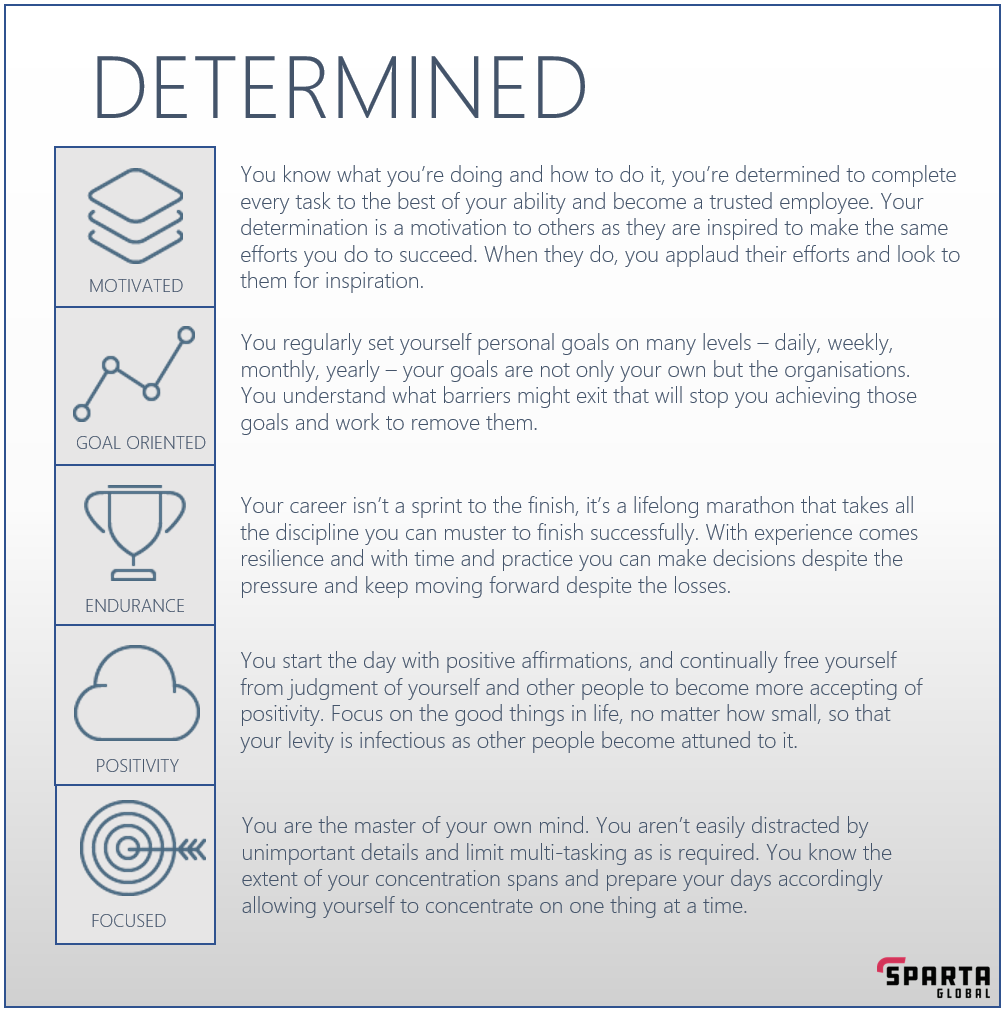 DETERMINED
MOTIVATED
You know what you’re doing and how to do it, you’re determined to complete
every task to the best of your ability and become a trusted employee. Your
determination is a motivation to others as they are inspired to make the same
efforts you do to succeed. When they do, you applaud their efforts and look to
them for inspiration.
GOAL ORIENTED
You regularly set yourself personal goals on many levels – daily, weekly,
monthly, yearly – your goals are not only your own but the organisations.
You understand what barriers might exit that will stop you achieving those
goals and work to remove them.
ENDURANCE
Your career isn’t a sprint to the finish, it’s a lifelong marathon that takes all
the discipline you can muster to finish successfully. With experience comes
resilience and with time and practice you can make decisions despite the
pressure and keep moving forward despite the losses.
POSITIVITY
You start the day with positive affirmations, and continually free yourself
from judgment of yourself and other people to become more accepting of
positivity. Focus on the good things in life, no matter how small, so that
your levity is infectious as other people become attuned to it.
FOCUSED
You are the master of your own mind. You aren’t easily distracted by
unimportant details and limit multi-tasking as is required. You know the
extent of your concentration spans and prepare your days accordingly
allowing yourself to concentrate on one thing at a time.
SPARTA
GLOBAL